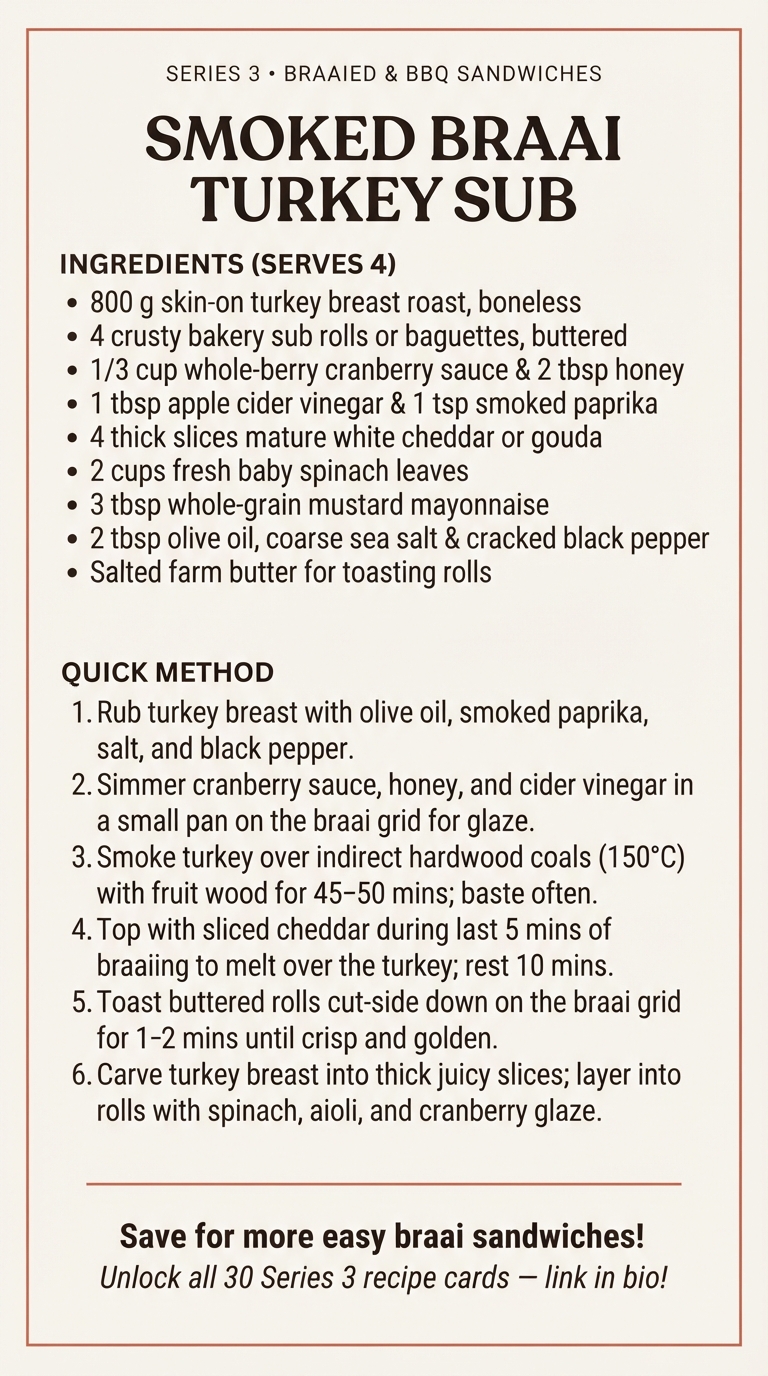 SERIES 3 • BRAAIED & BBQ SANDWICHES
SMOKED BRAAI
TURKEY SUB
INGREDIENTS (SERVES 4)
• 800 g skin-on turkey breast roast, boneless
• 4 crusty bakery sub rolls or baguettes, buttered
• 1/3 cup whole-berry cranberry sauce & 2 tbsp honey
• 1 tbsp apple cider vinegar & 1 tsp smoked paprika
• 4 thick slices mature white cheddar or gouda
• 2 cups fresh baby spinach leaves
• 3 tbsp whole-grain mustard mayonnaise
• 2 tbsp olive oil, coarse sea salt & cracked black pepper
• Salted farm butter for toasting rolls
QUICK METHOD
1. Rub turkey breast with olive oil, smoked paprika,
salt, and black pepper.
2. Simmer cranberry sauce, honey, and cider vinegar in
a small pan on the braai grid for glaze.
3. Smoke turkey over indirect hardwood coals (150°C)
with fruit wood for 45–50 mins; baste often.
4. Top with sliced cheddar during last 5 mins of
braaiing to melt over the turkey; rest 10 mins.
5. Toast buttered rolls cut-side down on the braai grid
for 1–2 mins until crisp and golden.
6. Carve turkey breast into thick juicy slices; layer into
rolls with spinach, aioli, and cranberry glaze.
Save for more easy braai sandwiches!
Unlock all 30 Series 3 recipe cards — link in bio!